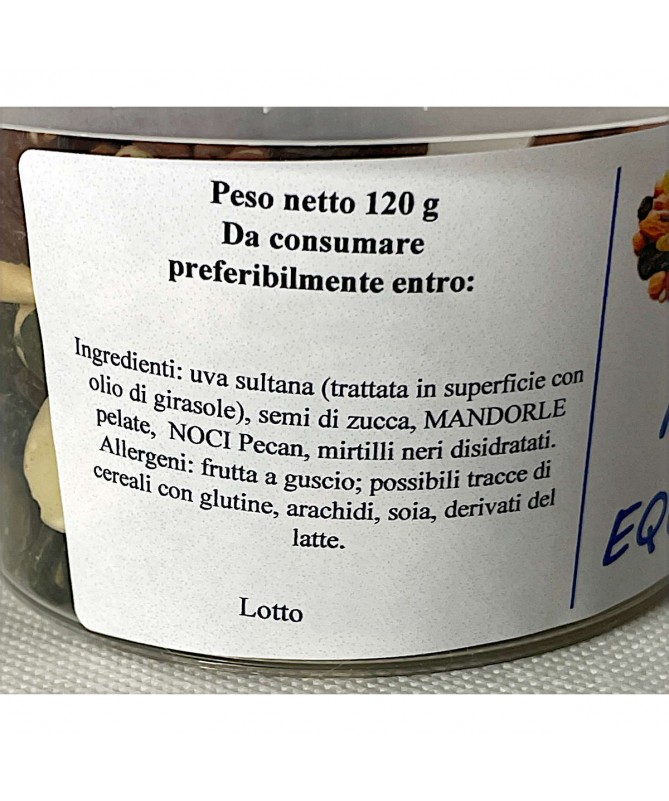 Peso netto 120 g
Da consumare
preferibilmente entro:
Ingredienti: uva sultana (trattata in superficie con
olio di girasole), semi di zucca, MANDORLE
pelate, NOCI Pecan, mirtilli neri disidratati.
Allergeni: frutta a guscio; possibili tracce di
cereali con glutine, arachidi, soia, derivati del
latte.
Lotto